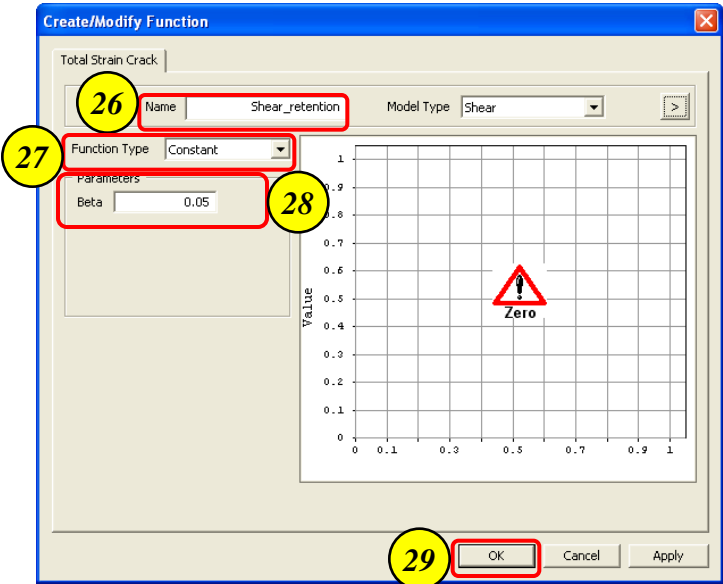 Create/Modify Function
Total Strain Crack
26 Name Shear_retention Model Type Shear >
27 Function Type Constant
Parameters
Beta 0.05 28
1
0.9
0.8
0.7
0.6
0.5
0.4
0.3
0.2
0.1
0
Value
Zero
0 0.1 0.3 0.5 0.7 0.9 1
29 OK Cancel Apply